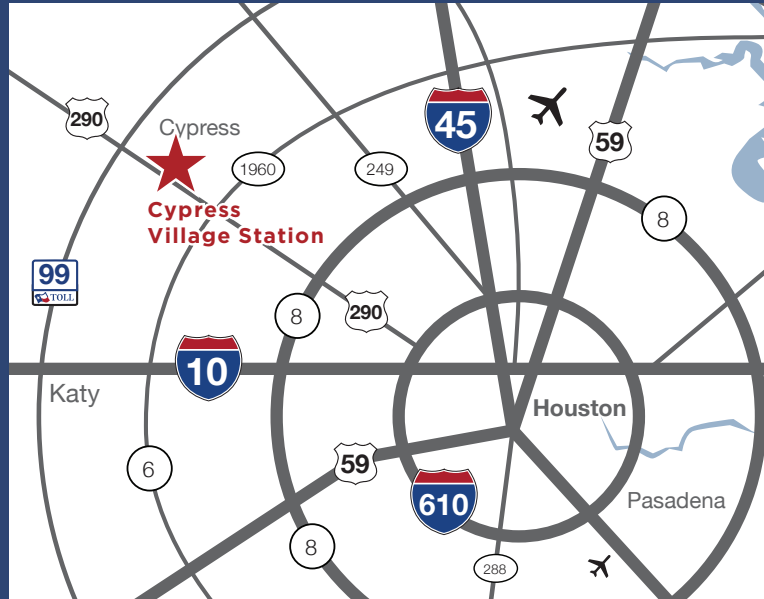 290
Cypress
45
59
1960
249
Cypress
Village Station
8
99
TOLL
8
290
10
Katy
Houston
59
6
610
Pasadena
8
288